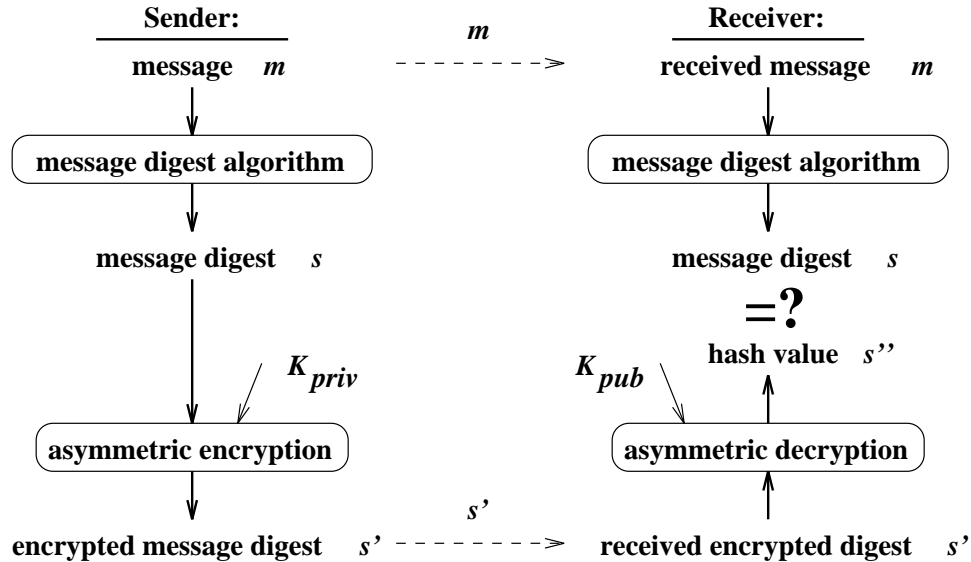 Sender:
m
Receiver:
message m
received message m
message digest algorithm
message digest algorithm
message digest s
message digest s
=?
hash value s’’
K priv
K pub
asymmetric encryption
asymmetric decryption
s’
encrypted message digest s’
received encrypted digest s’